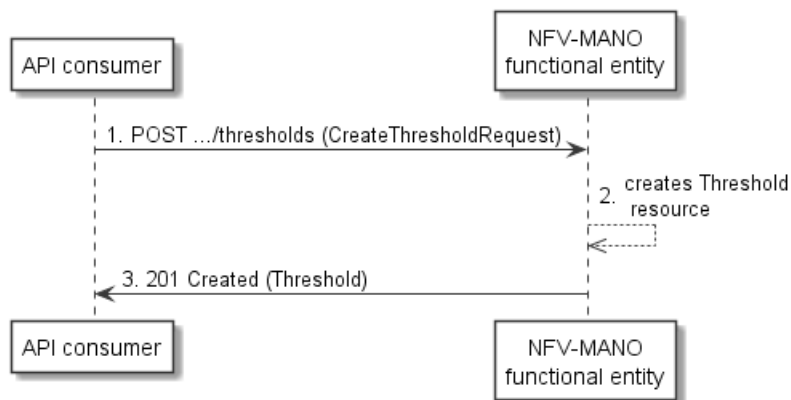 API consumer
NFV-MANO
functional entity
1. POST .../thresholds (CreateThresholdRequest)
2. creates Threshold
resource
3. 201 Created (Threshold)
API consumer
NFV-MANO
functional entity